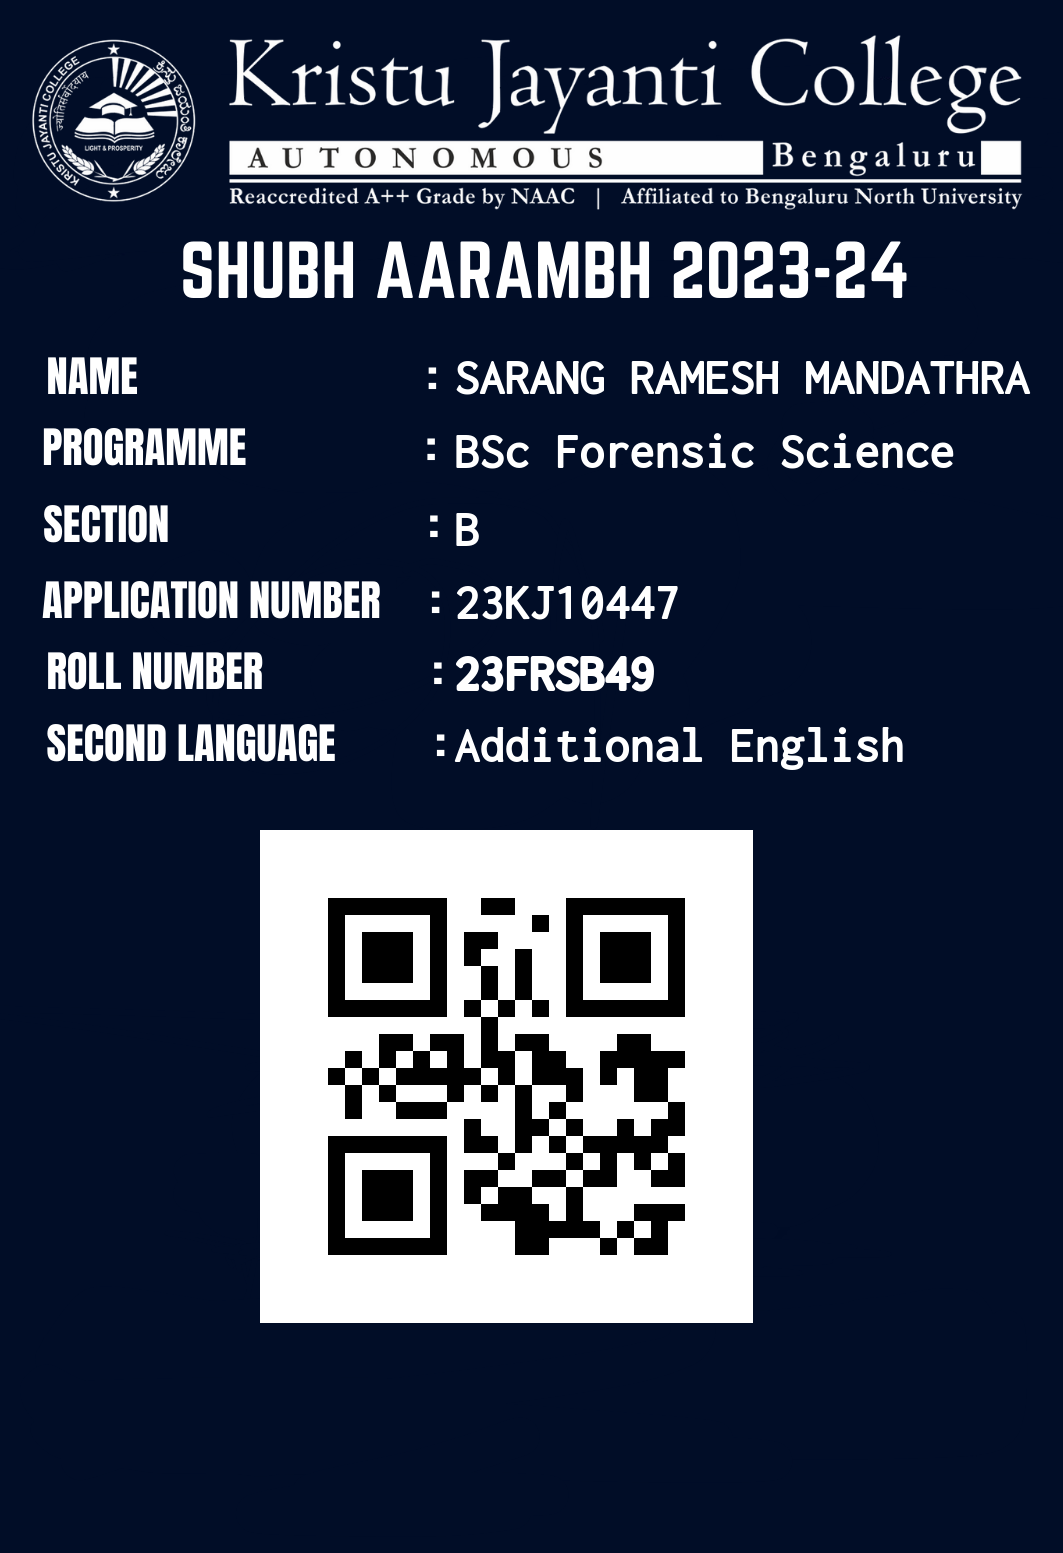 Kristu Jayanti College
AUTONOMOUS Bengaluru
Reaccredited A++ Grade by NAAC | Affiliated to Bengaluru North University
KRISTU JAYANTI COLLEGE
LIGHT & PROSPERITY
SHUBH AARAMBH 2023-24
NAME : SARANG RAMESH MANDATHRA
PROGRAMME : BSc Forensic Science
SECTION : B
APPLICATION NUMBER : 23KJ10447
ROLL NUMBER : 23FRSB49
SECOND LANGUAGE : Additional English